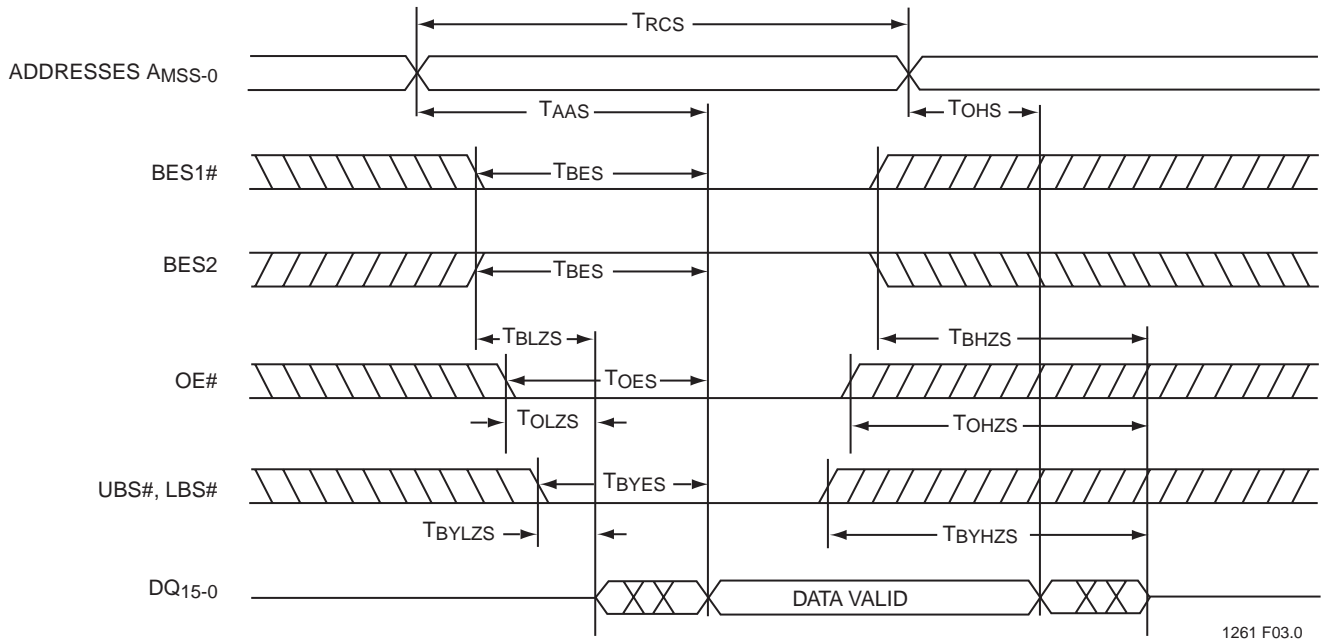 TRCS
ADDRESSES AMSS-0
TAAS
TOHS
BES1#
TBES
BES2
TBES
TBLZS
TBHZS
OE#
TOES
TOLZS
TOHZS
UBS#, LBS#
TBYES
TBYLZS
TBYHZS
DQ15-0
DATA VALID
1261 F03.0